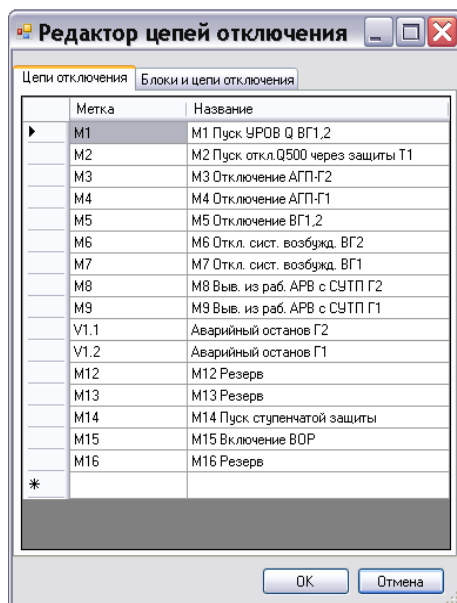 Редактор цепей отключения
Цепи отключения Блоки и цепи отключения
Метка Название
M1 M1 Пуск УРОВ Q ВГ1,2
M2 M2 Пуск откл.Q500 через защиты Т1
M3 M3 Отключение АГП-Г2
M4 M4 Отключение АГП-Г1
M5 M5 Отключение ВГ1,2
M6 M6 Откл. сист. возбужд. ВГ2
M7 M7 Откл. сист. возбужд. ВГ1
M8 M8 Выв. из раб. АРВ с СУТП Г2
M9 M9 Выв. из раб. АРВ с СУТП Г1
V1.1 Аварийный останов Г2
V1.2 Аварийный останов Г1
M12 M12 Резерв
M13 M13 Резерв
M14 M14 Пуск ступенчатой защиты
M15 M15 Включение ВОР
M16 M16 Резерв
OK Отмена